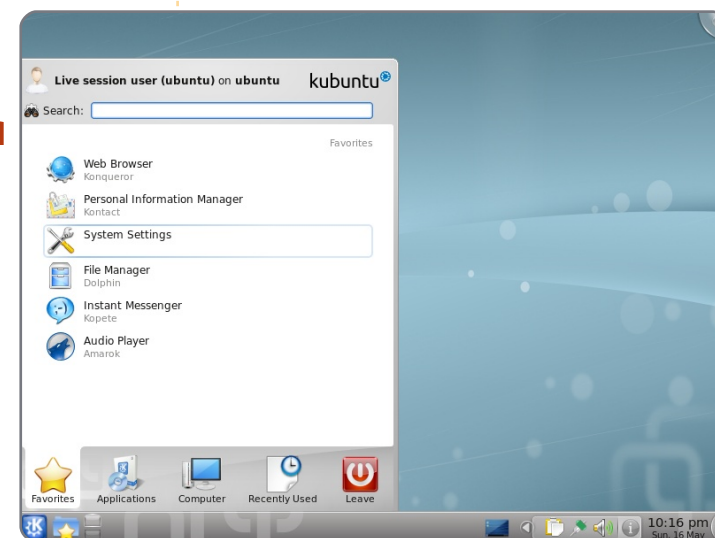 Live session user (ubuntu) on ubuntu
kubuntu
Search:
Favorites
Web Browser
Konqueror
Personal Information Manager
Kontact
System Settings
File Manager
Dolphin
Instant Messenger
Kopete
Audio Player
Amarok
Favorites Applications Computer Recently Used Leave
10:16 pm
Sun, 16 May